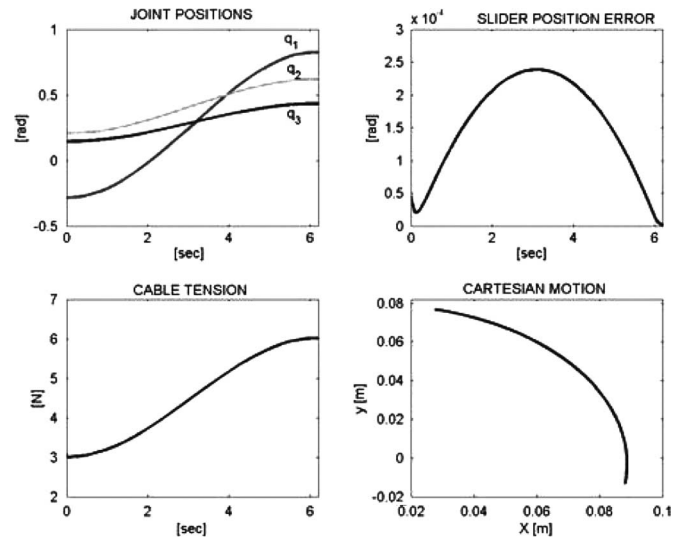 JOINT POSITIONS
1
0.5
0
-0.5
[rad]
q1
q2
q3
0 2 4 6
[sec]
x 10-4
SLIDER POSITION ERROR
3
2.5
2
1.5
1
0.5
0
[rad]
0 2 4 6
[sec]
CABLE TENSION
7
6
5
4
3
2
[N]
0 2 4 6
[sec]
CARTESIAN MOTION
0.08
0.06
0.04
0.02
0
-0.02
y [m]
0.02 0.04 0.06 0.08 0.1
X [m]